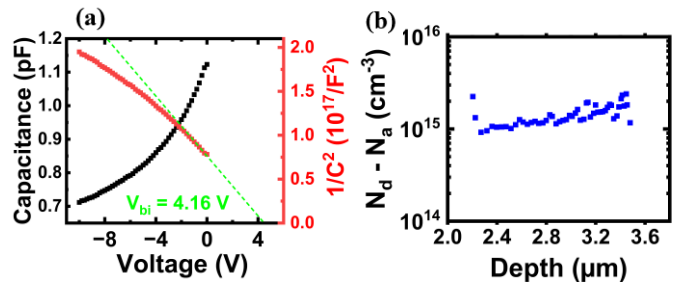 (a)
Capacitance (pF)
1.2
1.1
1.0
0.9
0.8
0.7
V_bi = 4.16 V
−8 −4 0 4
Voltage (V)
2.0
1.5
1.0
0.5
0.0
1/C² (10¹⁷/F²)
(b)
N_d - N_a (cm⁻³)
10¹⁶
10¹⁵
10¹⁴
2.0 2.4 2.8 3.2 3.6
Depth (µm)